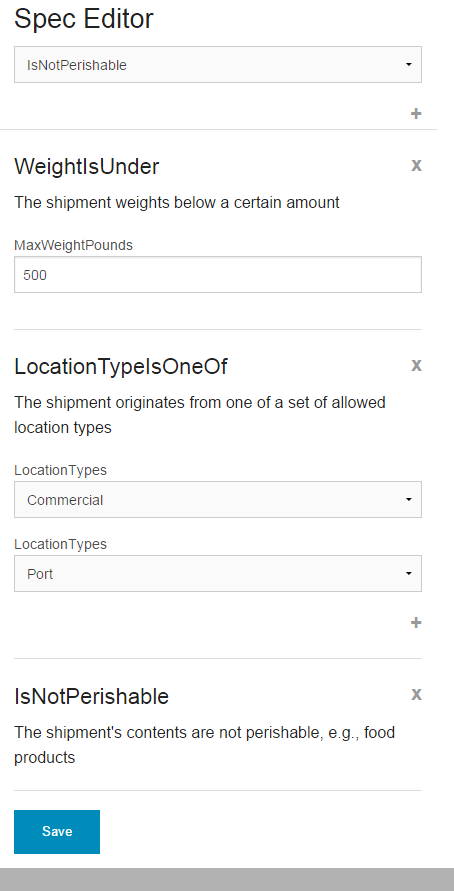 Spec Editor
IsNotPerishable
+
WeightIsUnder x
The shipment weights below a certain amount
MaxWeightPounds
500
LocationTypeIsOneOf x
The shipment originates from one of a set of allowed
location types
LocationTypes
Commercial
LocationTypes
Port
+
IsNotPerishable x
The shipment's contents are not perishable, e.g., food
products
Save